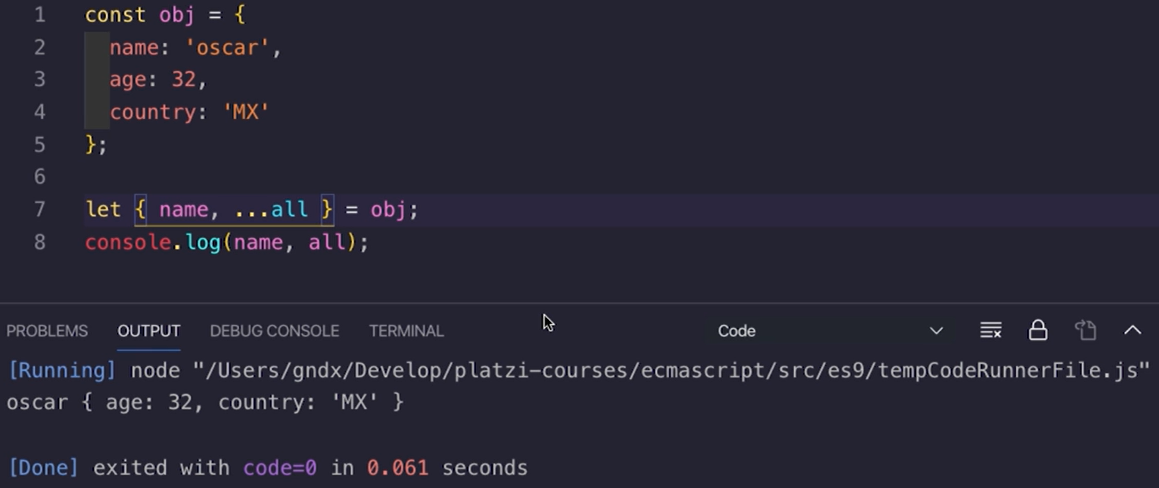 1 const obj = {
2 name: 'oscar',
3 age: 32,
4 country: 'MX'
5 };
6
7 let { name, ...all } = obj;
8 console.log(name, all);
PROBLEMS OUTPUT DEBUG CONSOLE TERMINAL Code
[Running] node "/Users/gndx/Develop/platzi-courses/ecmascript/src/es9/tempCodeRunnerFile.js"
oscar { age: 32, country: 'MX' }
[Done] exited with code=0 in 0.061 seconds